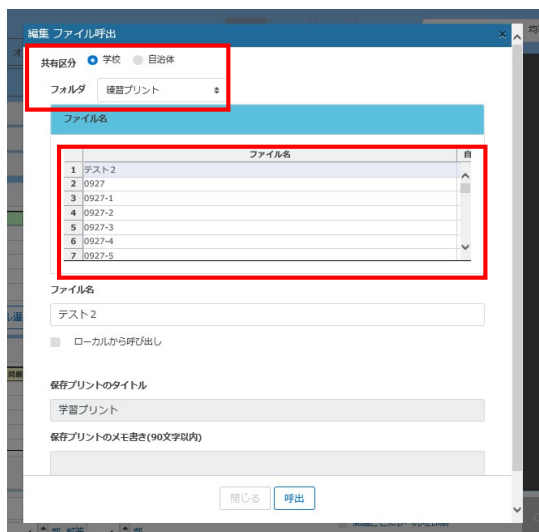 編集 ファイル呼出 ×
共有区分 学校 自治体
フォルダ 練習プリント
ファイル名
ファイル名 自
1 テスト2
2 0927
3 0927-1
4 0927-2
5 0927-3
6 0927-4
7 0927-5
ファイル名
テスト2
ローカルから呼び出し
保存プリントのタイトル
学習プリント
保存プリントのメモ書き(90文字以内)
閉じる 呼出